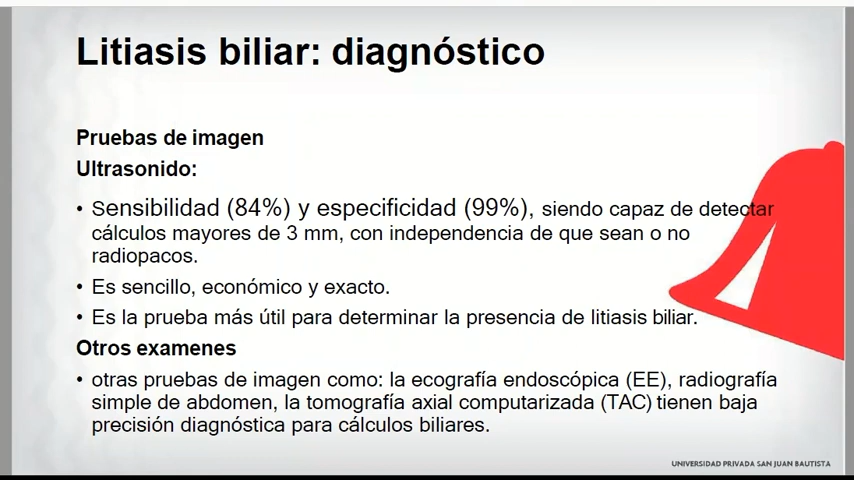 Litiasis biliar: diagnóstico
Pruebas de imagen
Ultrasonido:
• Sensibilidad (84%) y especificidad (99%), siendo capaz de detectar
cálculos mayores de 3 mm, con independencia de que sean o no
radiopacos.
• Es sencillo, económico y exacto.
• Es la prueba más útil para determinar la presencia de litiasis biliar.
Otros examenes
• otras pruebas de imagen como: la ecografía endoscópica (EE), radiografía
simple de abdomen, la tomografía axial computarizada (TAC) tienen baja
precisión diagnóstica para cálculos biliares.
UNIVERSIDAD PRIVADA SAN JUAN BAUTISTA